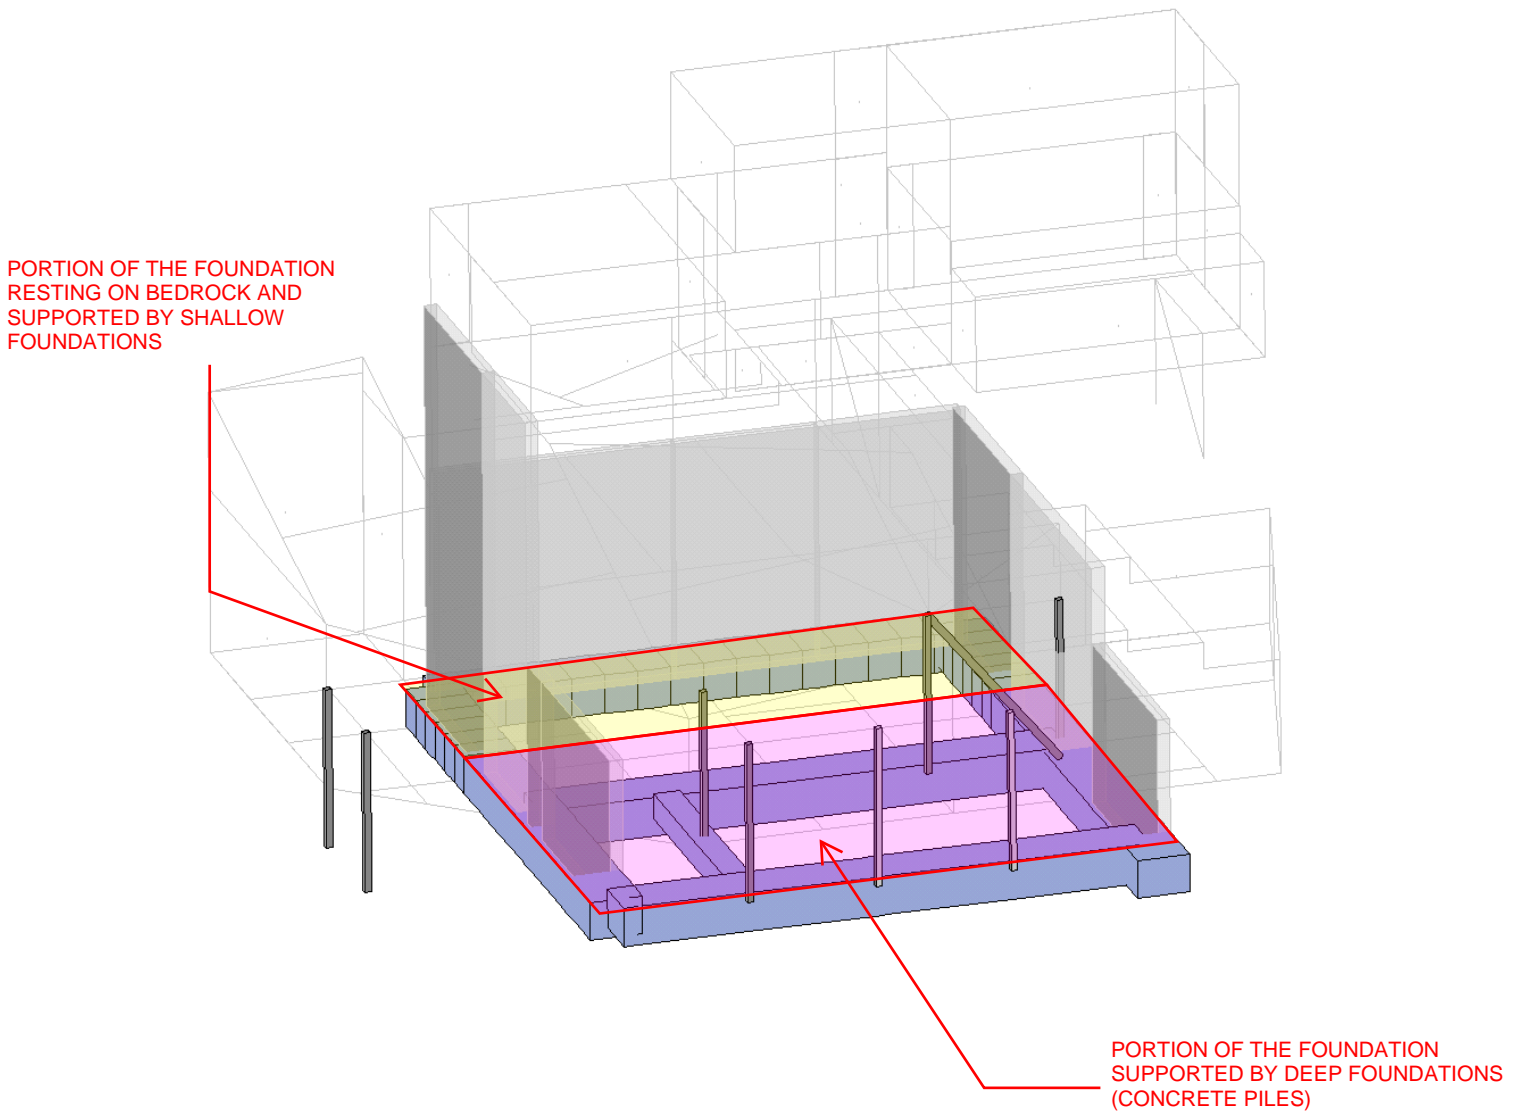 PORTION OF THE FOUNDATION
RESTING ON BEDROCK AND
SUPPORTED BY SHALLOW
FOUNDATIONS
PORTION OF THE FOUNDATION
SUPPORTED BY DEEP FOUNDATIONS
(CONCRETE PILES)